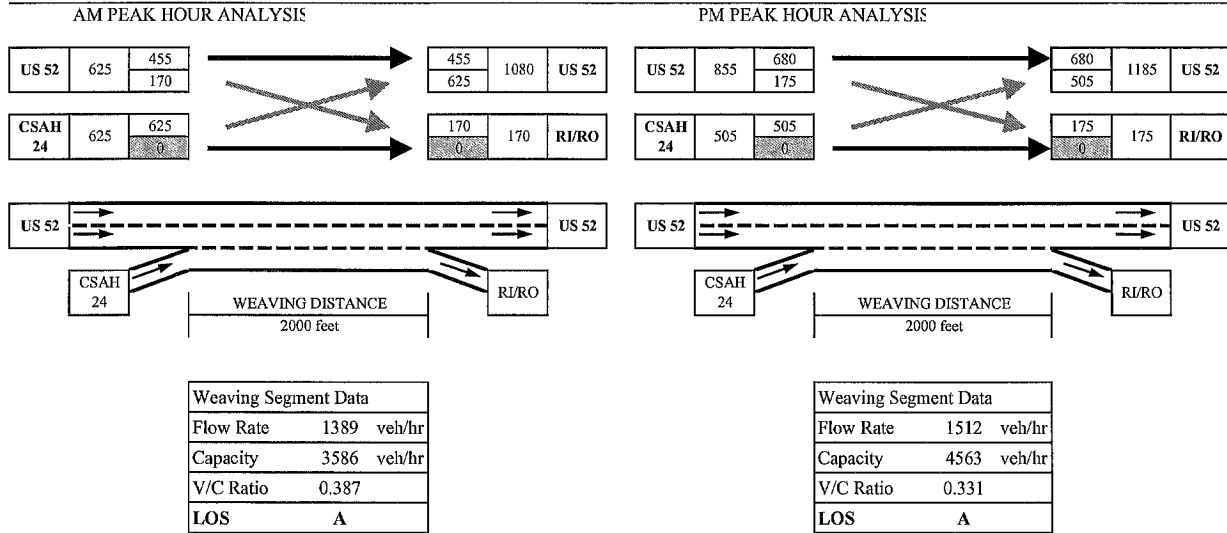 AM PEAK HOUR ANALYSIS
US 52 625 455 170
455 625 1080 US 52
CSAH 24 625 625 0
170 0 170 RI/RO
US 52
US 52
CSAH 24
RI/RO
WEAVING DISTANCE
2000 feet
Weaving Segment Data
Flow Rate 1389 veh/hr
Capacity 3586 veh/hr
V/C Ratio 0.387
LOS A
PM PEAK HOUR ANALYSIS
US 52 855 680 175
680 505 1185 US 52
CSAH 24 505 505 0
175 0 175 RI/RO
US 52
US 52
CSAH 24
RI/RO
WEAVING DISTANCE
2000 feet
Weaving Segment Data
Flow Rate 1512 veh/hr
Capacity 4563 veh/hr
V/C Ratio 0.331
LOS A